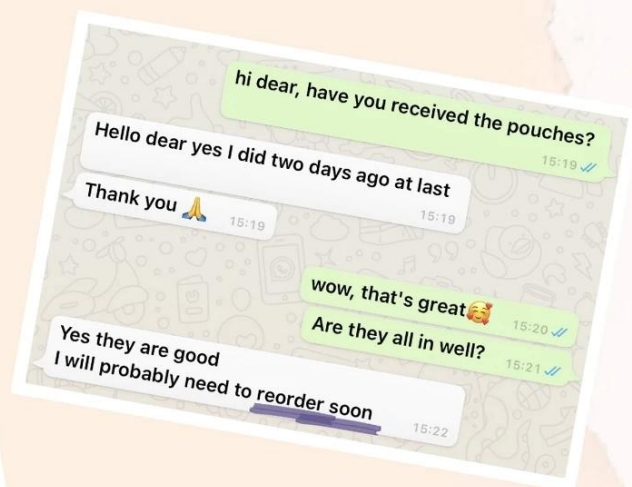 hi dear, have you received the pouches?
15:19
Hello dear yes I did two days ago at last
15:19
Thank you 🙏 15:19
wow, that's great🥰 15:20
Are they all in well? 15:21
Yes they are good
I will probably need to reorder soon
15:22